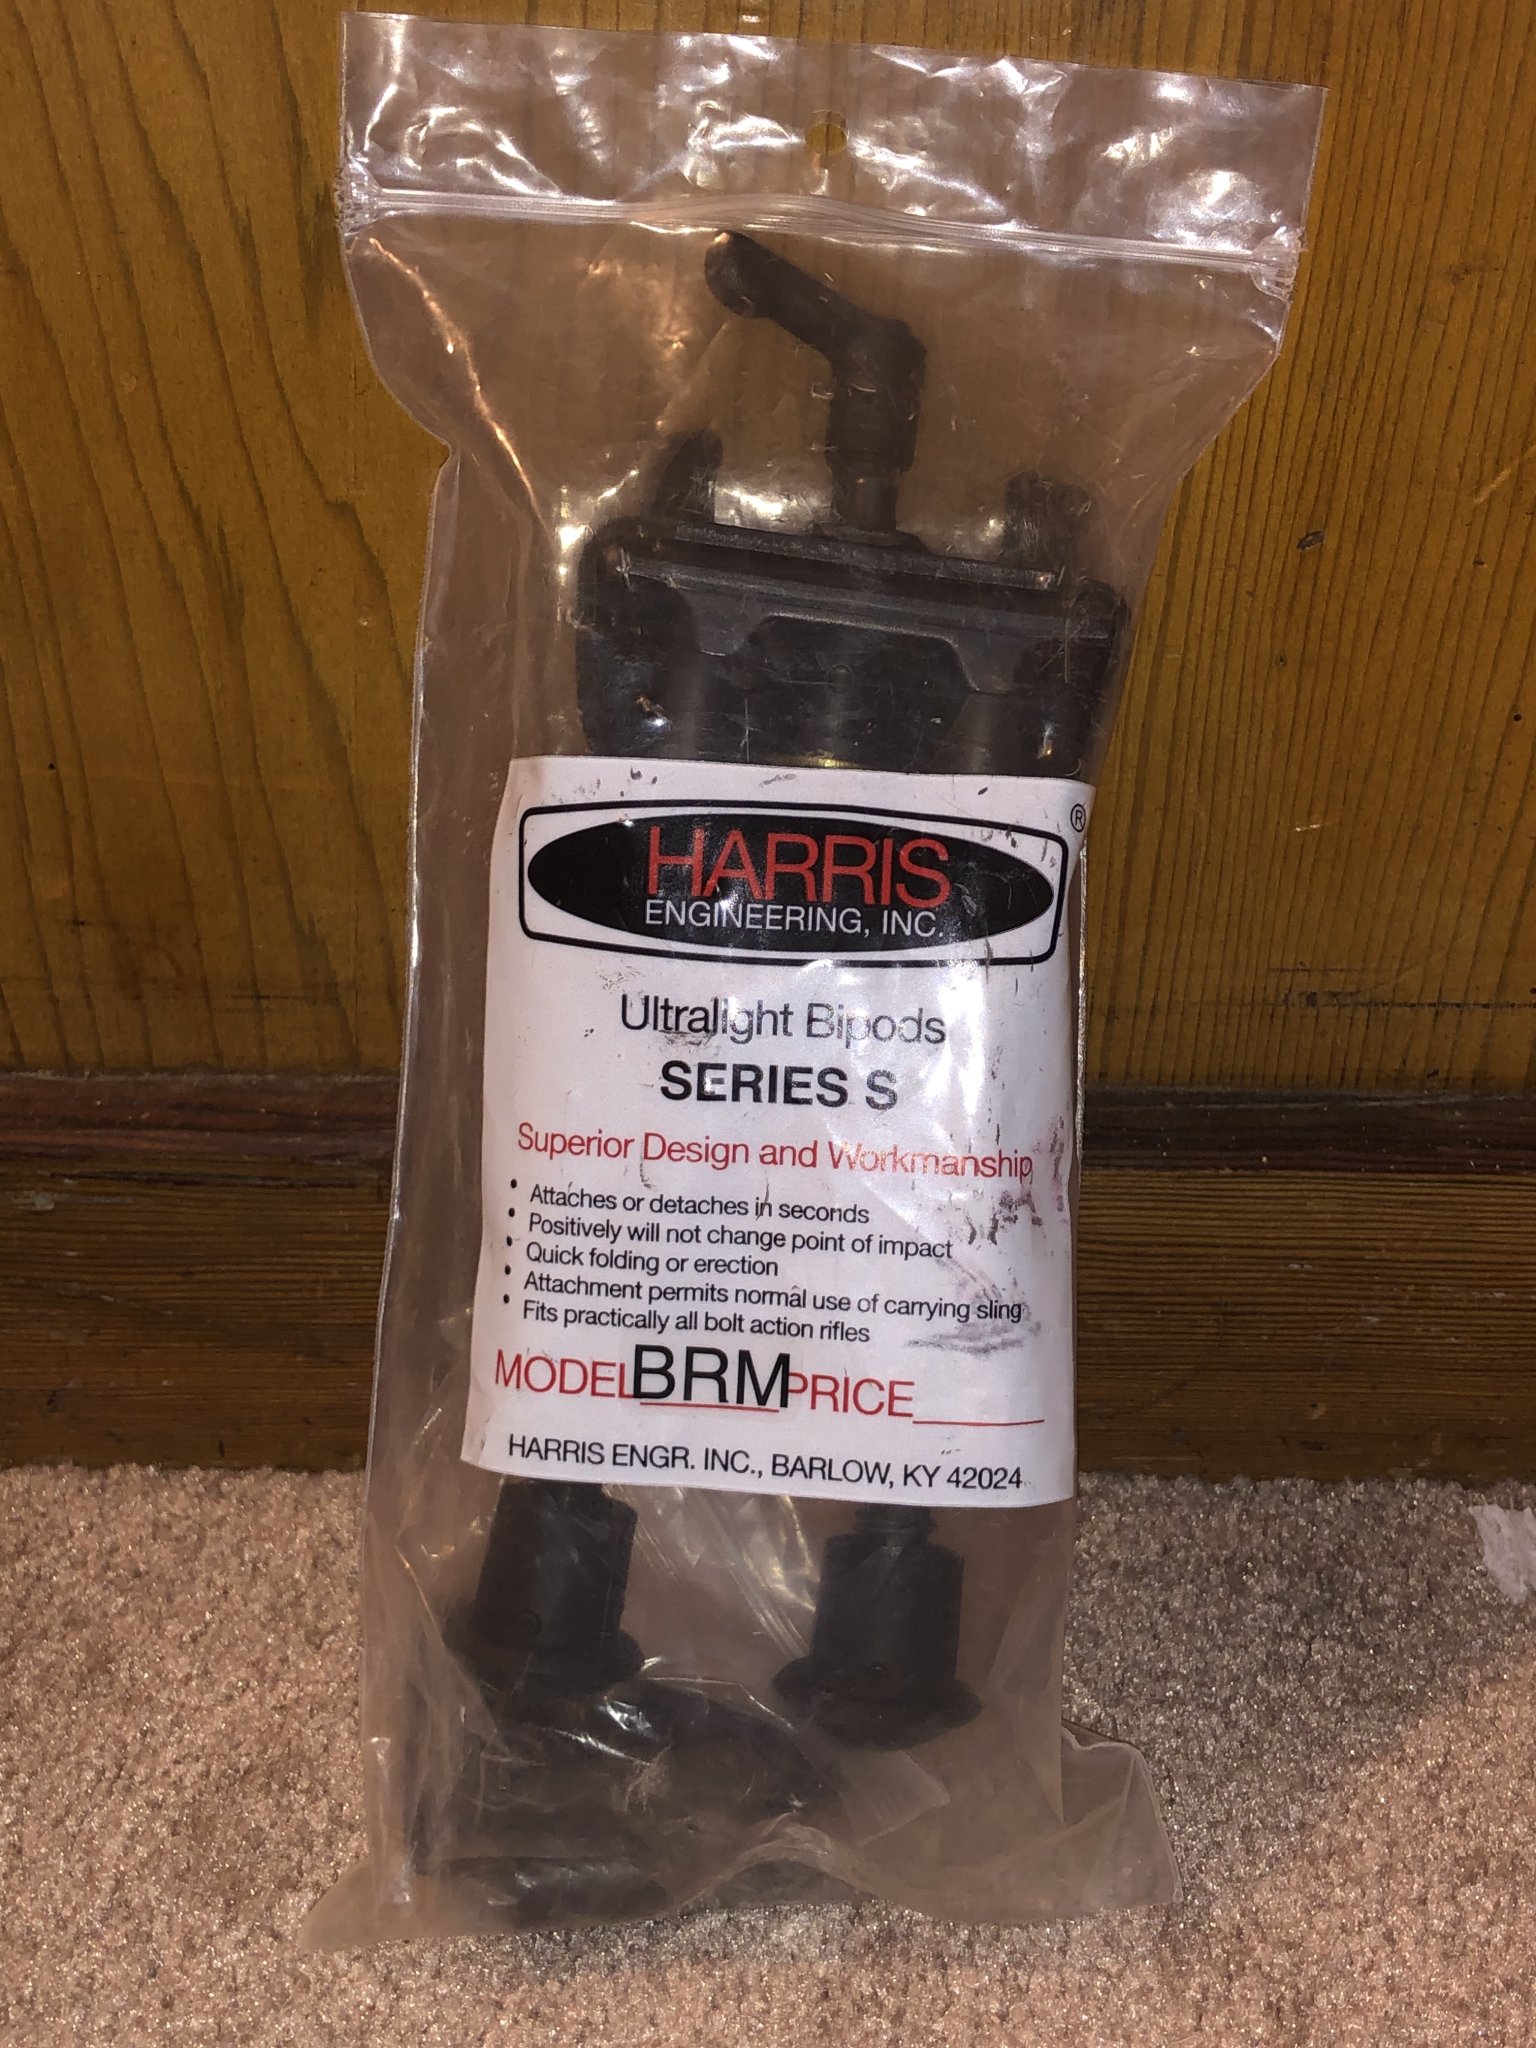 HARRIS
®
ENGINEERING, INC.
Ultralight Bipods
SERIES S
Superior Design and Workmanship
• Attaches or detaches in seconds
• Positively will not change point of impact
• Quick folding or erection
• Attachment permits normal use of carrying sling
• Fits practically all bolt action rifles
MODEL BRM PRICE______
HARRIS ENGR. INC., BARLOW, KY 42024